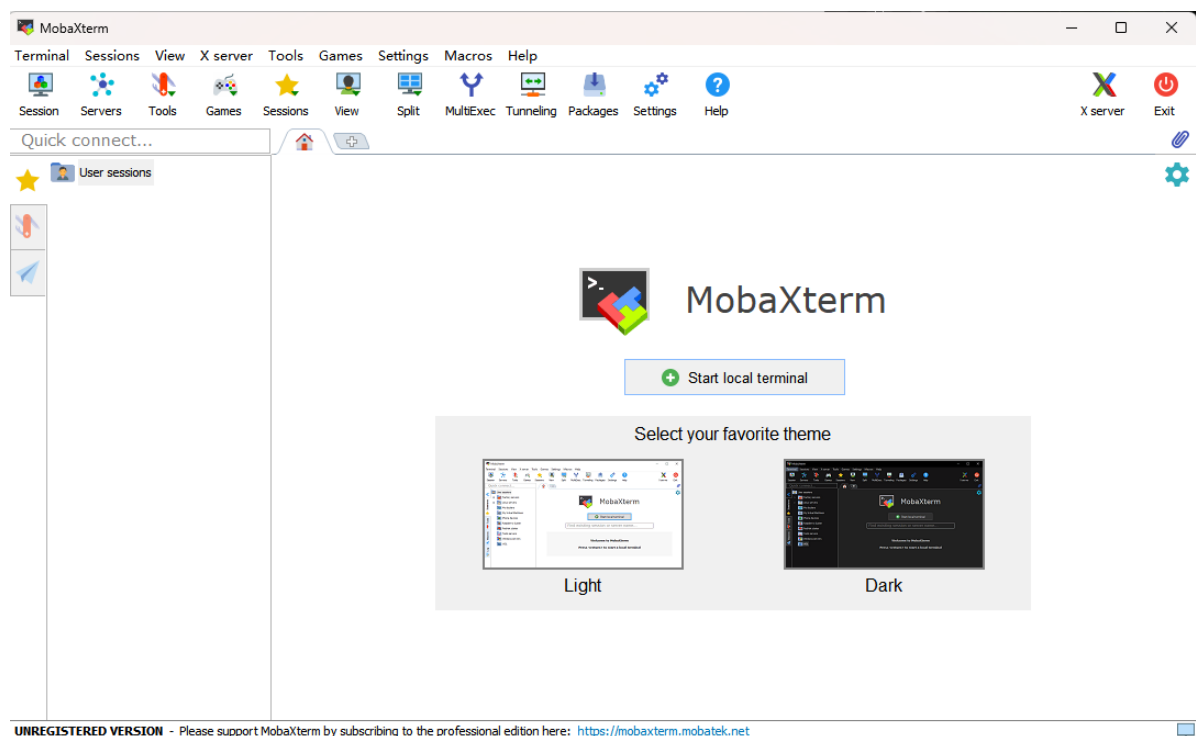 MobaXterm
Terminal Sessions View X server Tools Games Settings Macros Help
Session Servers Tools Games Sessions View Split MultiExec Tunneling Packages Settings Help X server Exit
Quick connect...
User sessions
>_
MobaXterm
Start local terminal
Select your favorite theme
MobaXterm
MobaXterm
Light Dark
UNREGISTERED VERSION - Please support MobaXterm by subscribing to the professional edition here: https://mobaxterm.mobatek.net